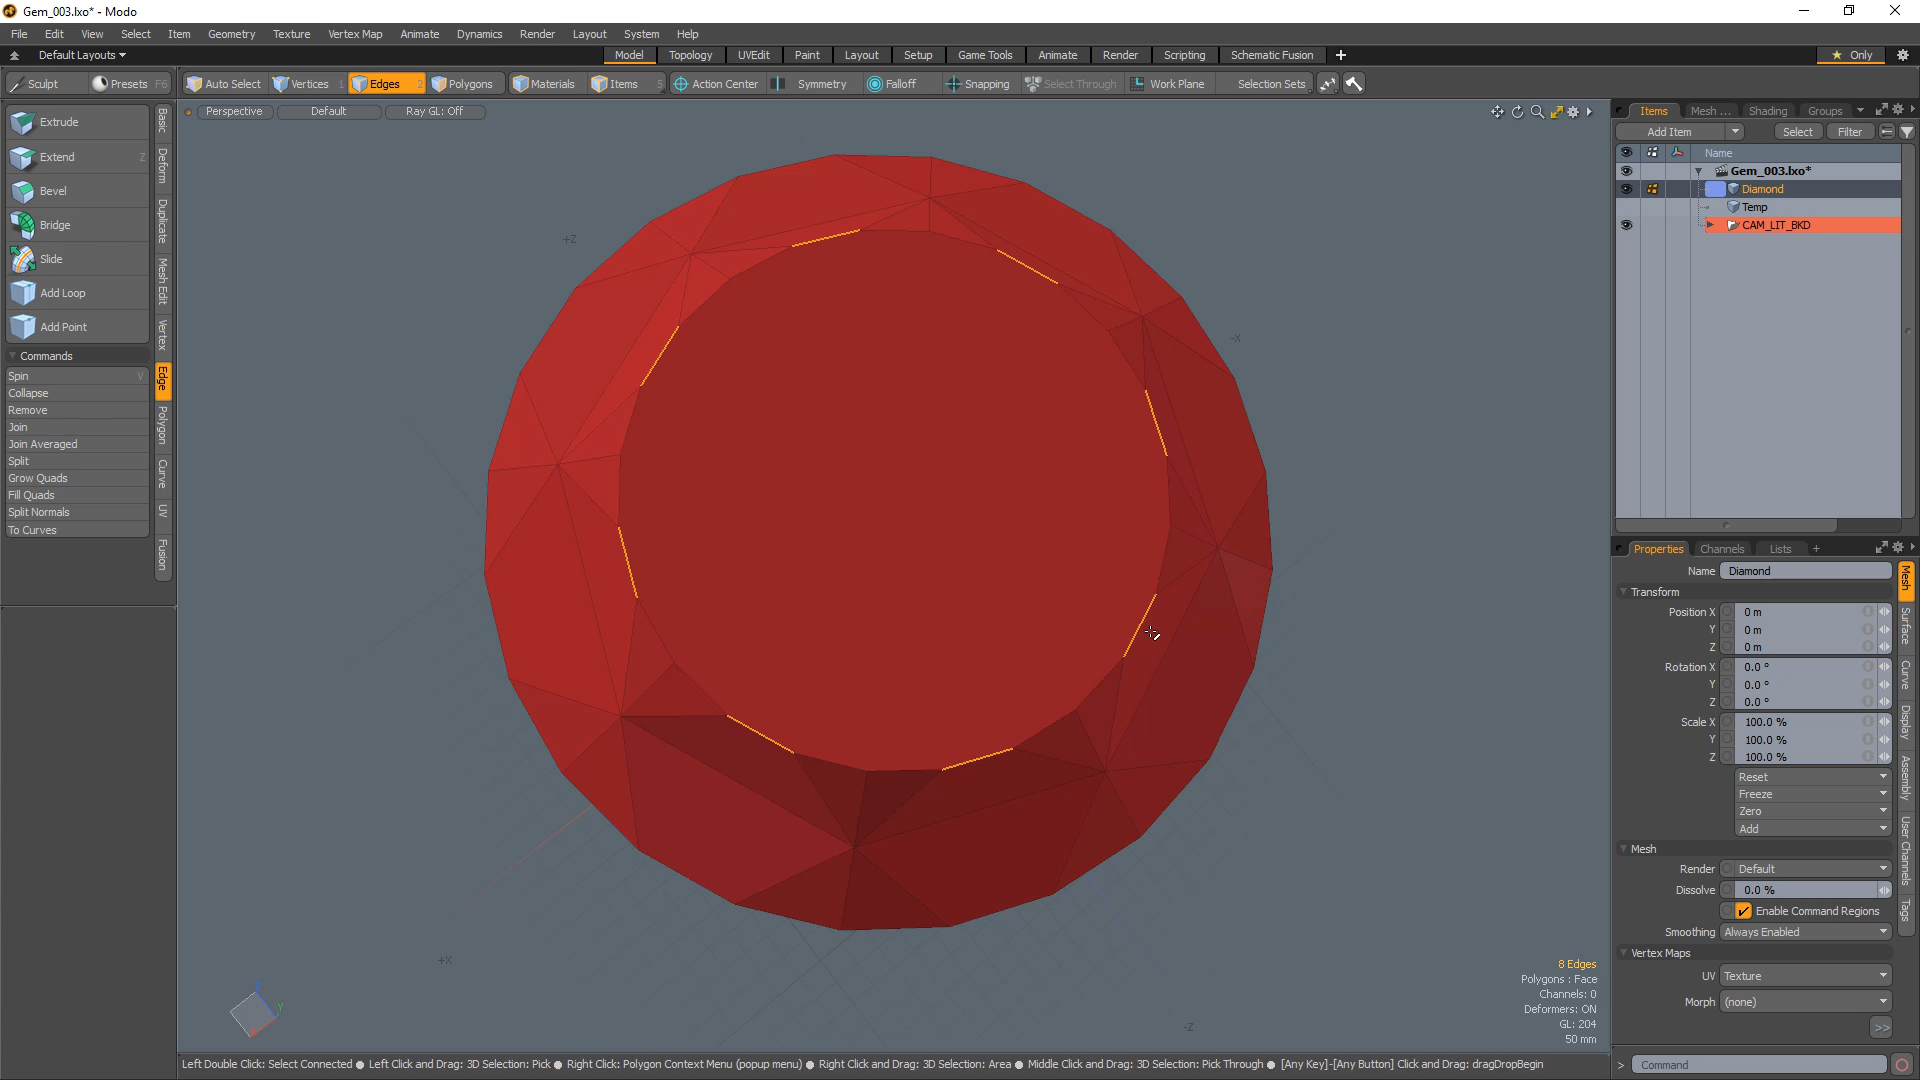 Gem_003.lxo* - Modo
File Edit View Select Item Geometry Texture Vertex Map Animate Dynamics Render Layout System Help
Default Layouts Model Topology UVEdit Paint Layout Setup Game Tools Animate Render Scripting Schematic Fusion + Only
Sculpt Presets F6 Auto Select Vertices 1 Edges 2 Polygons Materials Items 5 Action Center Symmetry Falloff Snapping Select Through Work Plane Selection Sets
Perspective Default Ray GL: Off
Extrude
Extend Z
Bevel
Bridge
Slide
Add Loop
Add Point
Commands
Spin V
Collapse
Remove
Join
Join Averaged
Split
Grow Quads
Fill Quads
Split Normals
To Curves
Basic
Deform
Duplicate
Mesh Edit
Vertex
Edge
Polygon
Curve
UV
Fusion
+Z
-X
+X
-Z
Z
Y
X
8 Edges
Polygons : Face
Channels: 0
Deformers: ON
GL: 204
50 mm
Left Double Click: Select Connected ● Left Click and Drag: 3D Selection: Pick ● Right Click: Polygon Context Menu (popup menu) ● Right Click and Drag: 3D Selection: Area ● Middle Click and Drag: 3D Selection: Pick Through ● [Any Key]-[Any Button] Click and Drag: dragDropBegin
Items Mesh ... Shading Groups
Add Item Select Filter
Name
Gem_003.lxo*
Diamond
Temp
CAM_LIT_BKD
Properties Channels Lists +
Name Diamond
Transform
Position X 0 m
Y 0 m
Z 0 m
Rotation X 0.0 °
Y 0.0 °
Z 0.0 °
Scale X 100.0 %
Y 100.0 %
Z 100.0 %
Reset
Freeze
Zero
Add
Mesh
Render Default
Dissolve 0.0 %
Enable Command Regions
Smoothing Always Enabled
Vertex Maps
UV Texture
Morph (none)
>>
Mesh
Surface
Curve
Display
Assembly
User Channels
Tags
> Command